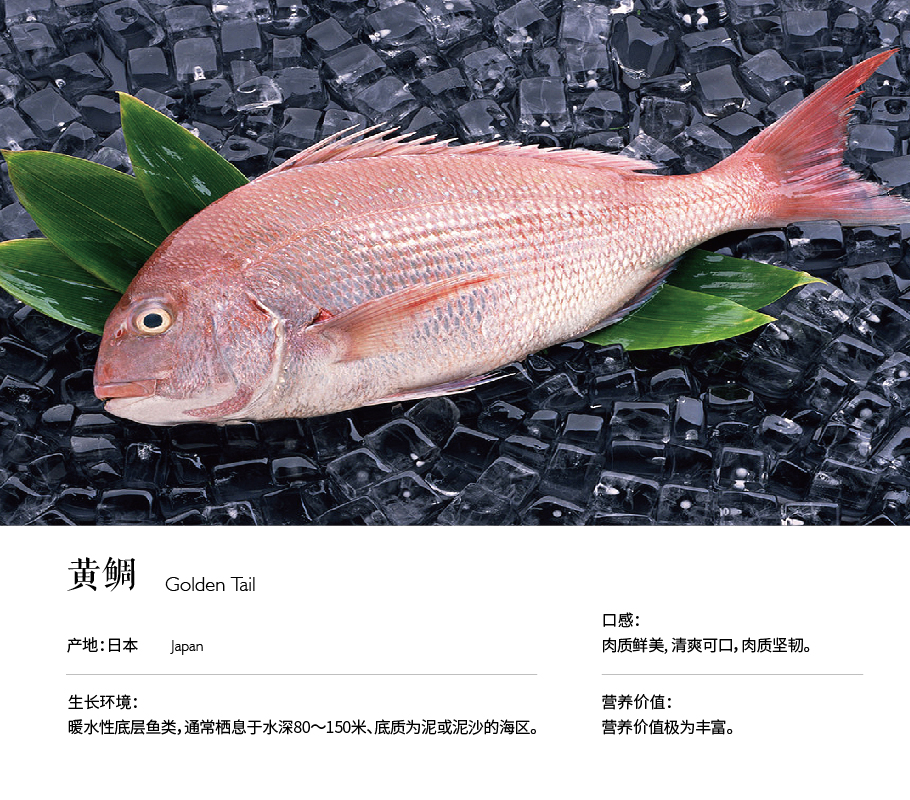 黄鲷 Golden Tail
产地：日本 Japan
生长环境：
暖水性底层鱼类，通常栖息于水深80～150米、底质为泥或泥沙的海区。
口感：
肉质鲜美, 清爽可口，肉质坚韧。
营养价值：
营养价值极为丰富。